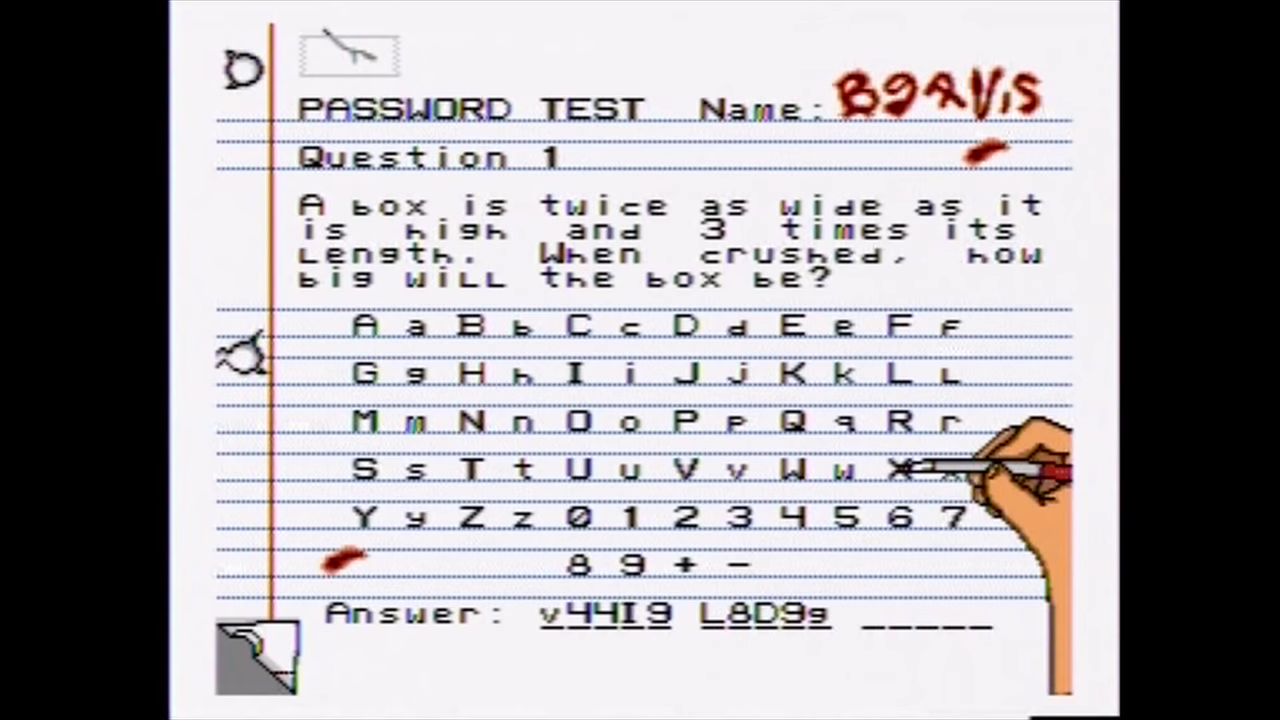 PASSWORD TEST Name: BEAVIS
Question 1
A box is twice as wide as it
is high and 3 times its
Length. When crushed, how
big will the box be?
A a B b C c D d E e F f
G g H h I i J j K k L l
M m N n O o P p Q q R r
S s T t U u V v W w X x
Y y Z z 0 1 2 3 4 5 6 7
8 9 + -
Answer: v44I9 L8D9g _____